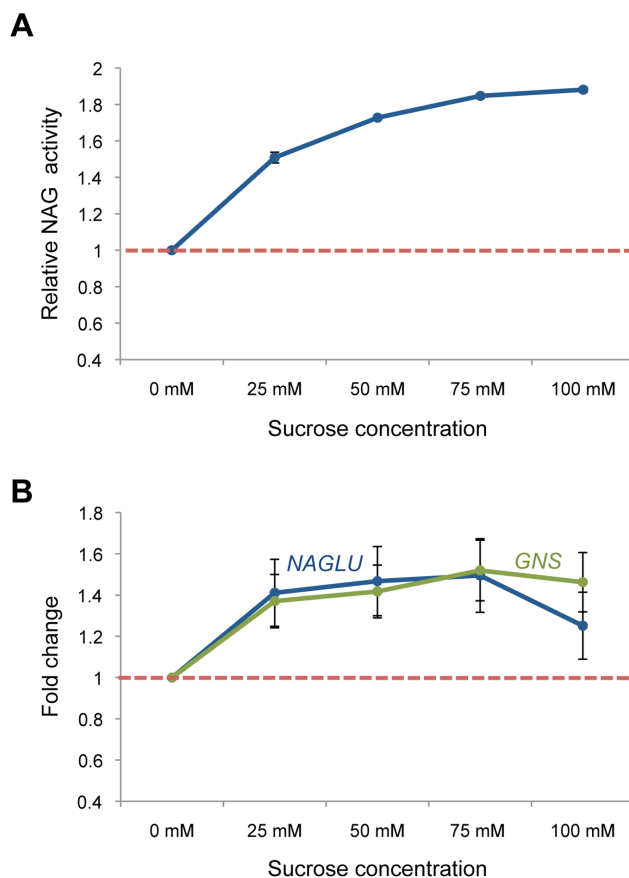 A
Relative NAG activity
2
1.8
1.6
1.4
1.2
1
0.8
0.6
0.4
0 mM 25 mM 50 mM 75 mM 100 mM
Sucrose concentration
B
Fold change
1.8
1.6
1.4
1.2
1
0.8
0.6
0.4
NAGLU GNS
0 mM 25 mM 50 mM 75 mM 100 mM
Sucrose concentration